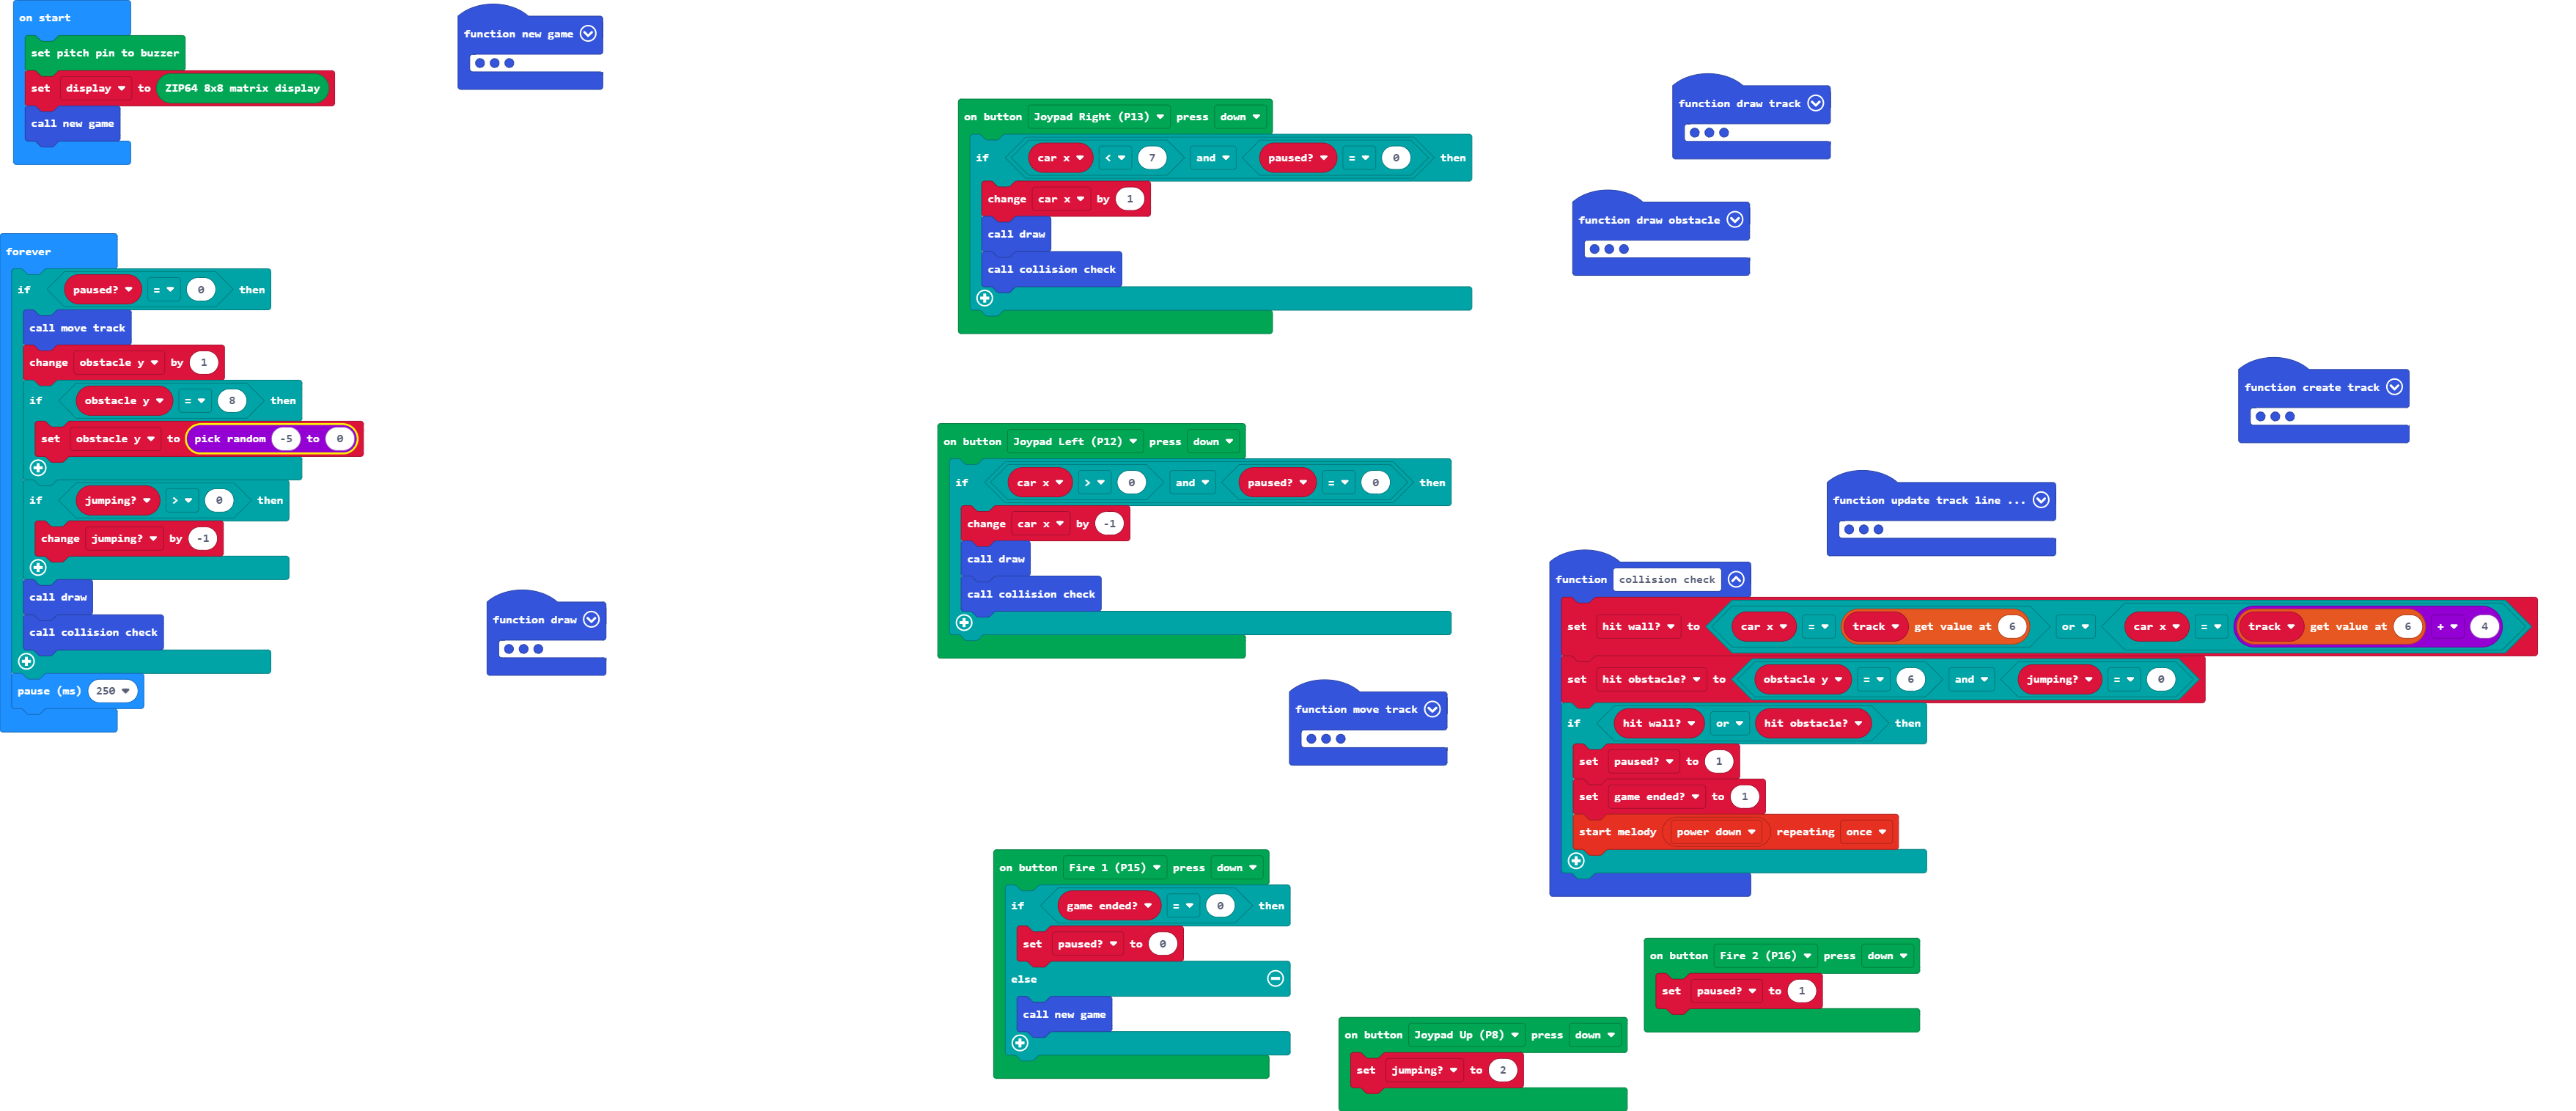 on start
set pitch pin to buzzer
set display to ZIP64 8x8 matrix display
call new game
function new game
forever
if paused? = 0 then
call move track
change obstacle y by 1
if obstacle y = 8 then
set obstacle y to pick random -5 to 0
if jumping? > 0 then
change jumping? by -1
call draw
call collision check
pause (ms) 250
function draw
on button Joypad Right (P13) press down
if car x < 7 and paused? = 0 then
change car x by 1
call draw
call collision check
on button Joypad Left (P12) press down
if car x > 0 and paused? = 0 then
change car x by -1
call draw
call collision check
function move track
on button Fire 1 (P15) press down
if game ended? = 0 then
set paused? to 0
else
call new game
on button Joypad Up (P8) press down
set jumping? to 2
function draw track
function draw obstacle
function create track
function update track line ...
function collision check
set hit wall? to car x = track get value at 6 or car x = track get value at 6 + 4
set hit obstacle? to obstacle y = 6 and jumping? = 0
if hit wall? or hit obstacle? then
set paused? to 1
set game ended? to 1
start melody power down repeating once
on button Fire 2 (P16) press down
set paused? to 1